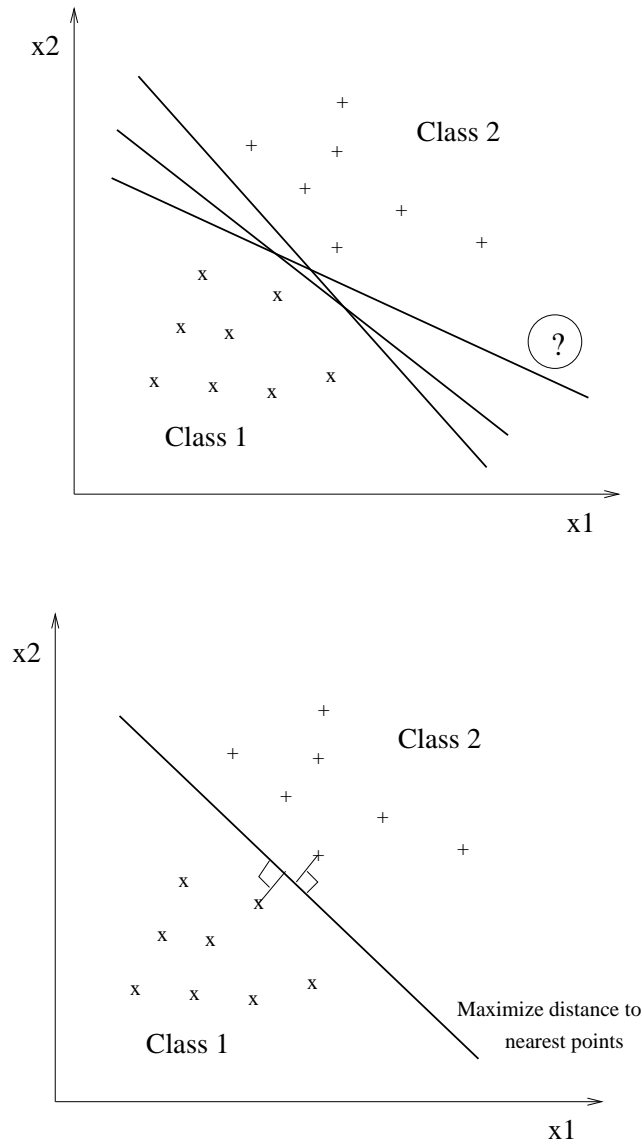 x2
Class 2
+
+
+
+
+
+
+
x
x
x
x
?
x
x
x
x
Class 1
x1
x2
Class 2
+
+
+
+
+
+
+
x
x
x
x
x
x
x
x
Maximize distance to
nearest points
Class 1
x1